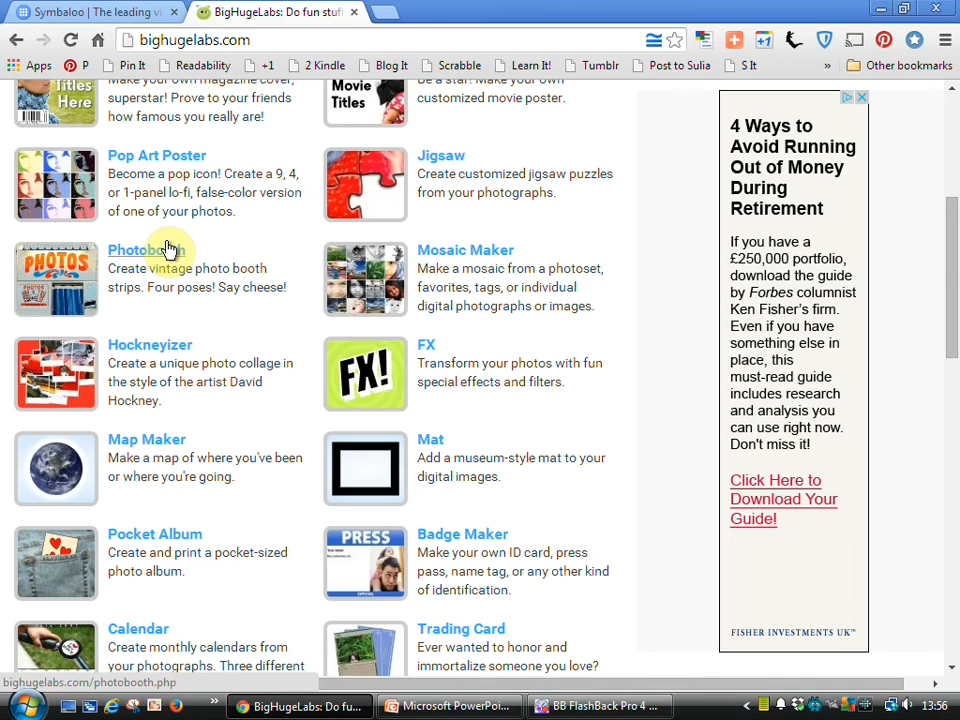 Symbaloo | The leading vi
BigHugeLabs: Do fun stuf
bighugelabs.com
Apps
P
Pin It
Readability
+1
2 Kindle
Blog It
Scrabble
Learn It!
Tumblr
Post to Sulia
S It
»
Other bookmarks
Titles
Here
Make your own magazine cover,
superstar! Prove to your friends
how famous you really are!
Movie
Titles
Be a star! Make your own
customized movie poster.
Pop Art Poster
Become a pop icon! Create a 9, 4,
or 1-panel lo-fi, false-color version
of one of your photos.
Jigsaw
Create customized jigsaw puzzles
from your photographs.
PHOTOS
Photobooth
Create vintage photo booth
strips. Four poses! Say cheese!
Mosaic Maker
Make a mosaic from a photoset,
favorites, tags, or individual
digital photographs or images.
Hockneyizer
Create a unique photo collage in
the style of the artist David
Hockney.
FX!
FX
Transform your photos with fun
special effects and filters.
Map Maker
Make a map of where you've been
or where you're going.
Mat
Add a museum-style mat to your
digital images.
Pocket Album
Create and print a pocket-sized
photo album.
PRESS
Badge Maker
Make your own ID card, press
pass, name tag, or any other kind
of identification.
Calendar
Create monthly calendars from
your photographs. Three different
Trading Card
Ever wanted to honor and
immortalize someone you love?
4 Ways to
Avoid Running
Out of Money
During
Retirement
If you have a
£250,000 portfolio,
download the guide
by Forbes columnist
Ken Fisher's firm.
Even if you have
something else in
place, this
must-read guide
includes research
and analysis you
can use right now.
Don't miss it!
Click Here to
Download Your
Guide!
FISHER INVESTMENTS UK™
bighugelabs.com/photobooth.php
»
BigHugeLabs: Do fu...
Microsoft PowerPoi...
BB FlashBack Pro 4 ...
13:56